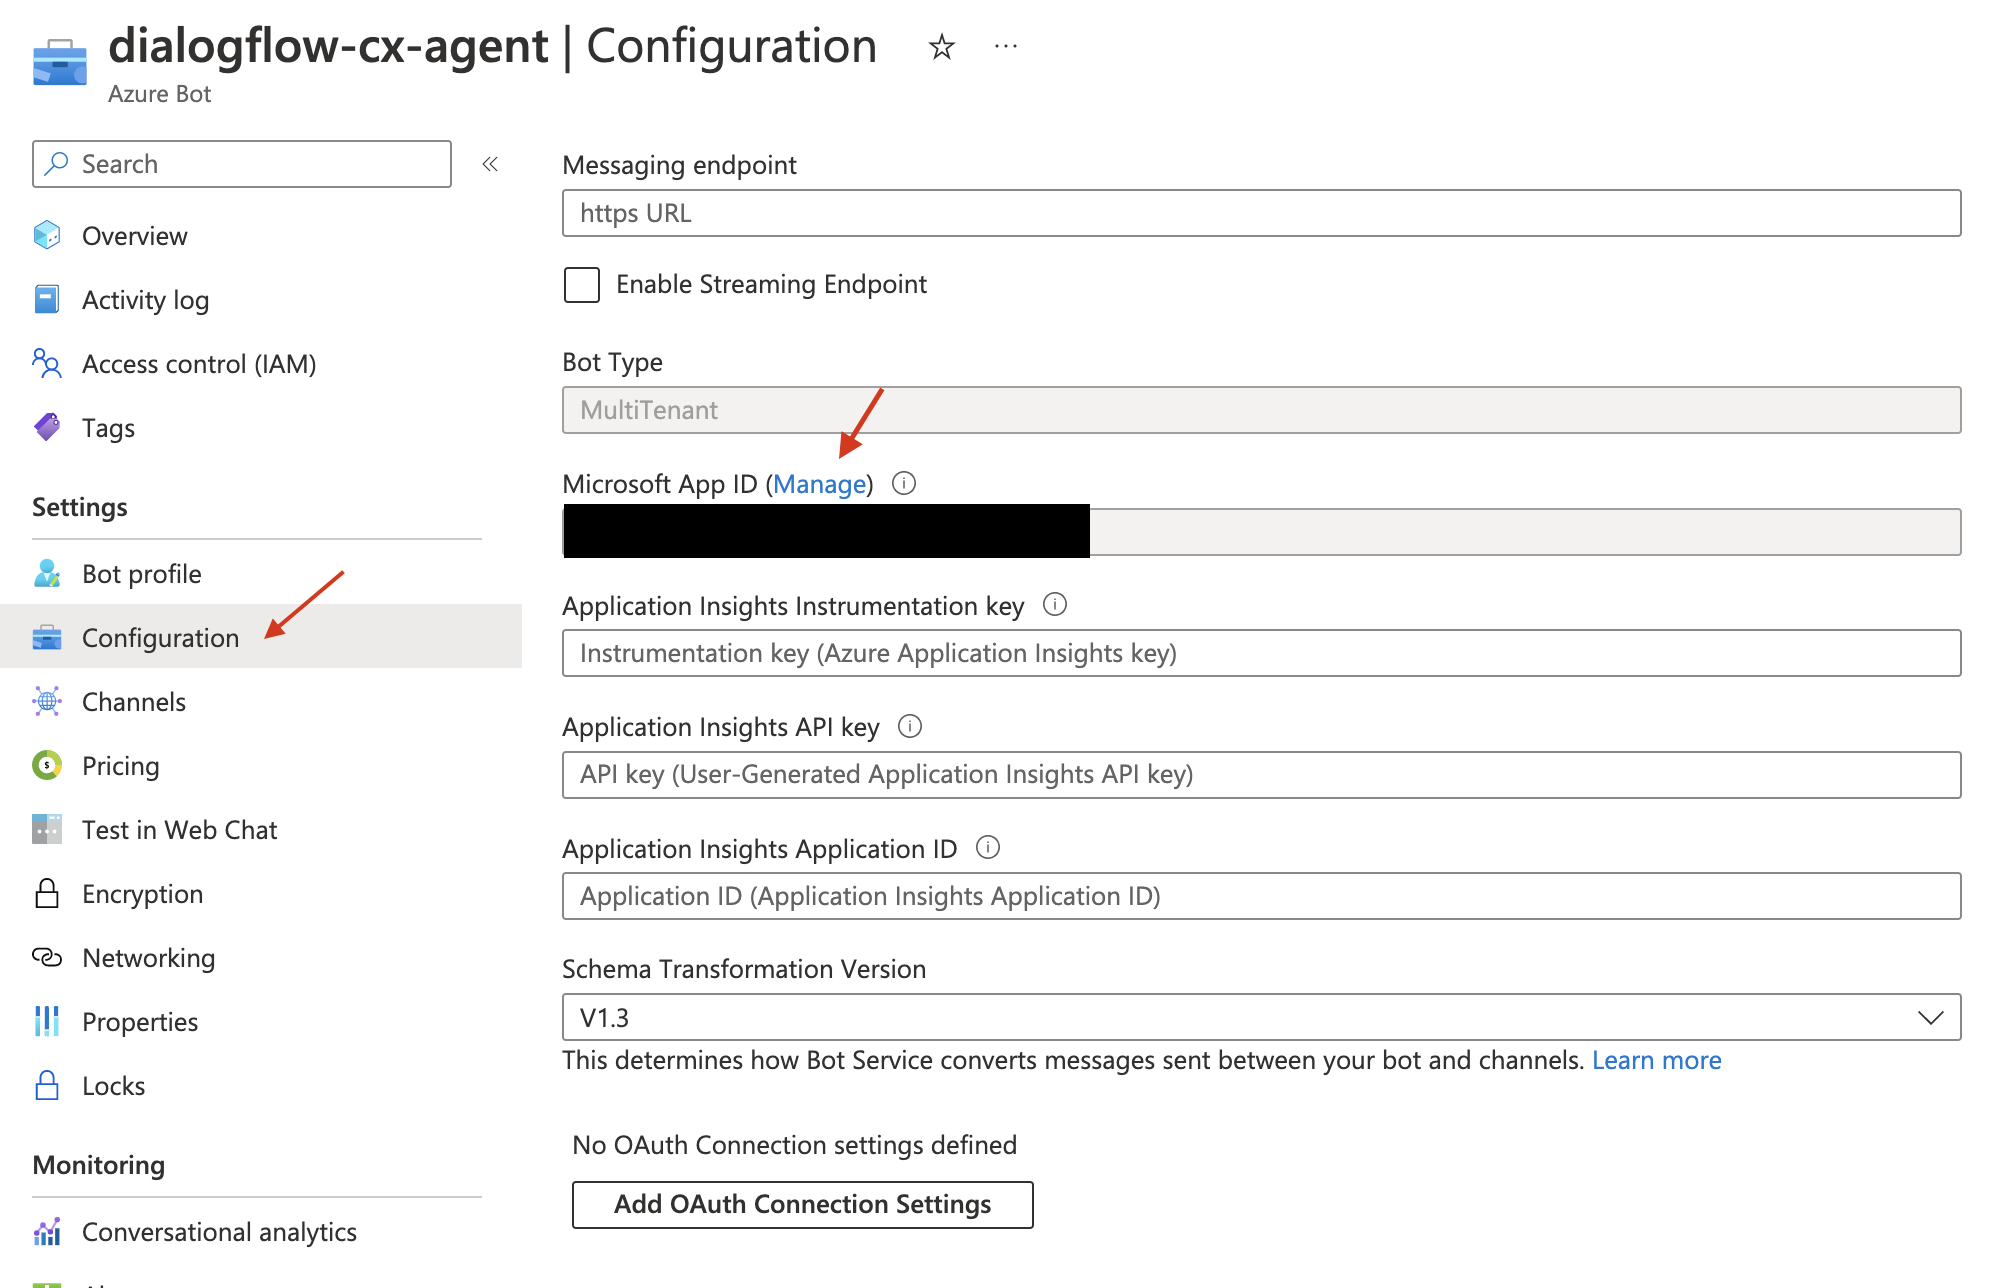 dialogflow-cx-agent | Configuration
Azure Bot
Search
Overview
Activity log
Access control (IAM)
Tags
Settings
Bot profile
Configuration
Channels
Pricing
Test in Web Chat
Encryption
Networking
Properties
Locks
Monitoring
Conversational analytics
Messaging endpoint
https URL
Enable Streaming Endpoint
Bot Type
MultiTenant
Microsoft App ID (Manage)
Application Insights Instrumentation key
Instrumentation key (Azure Application Insights key)
Application Insights API key
API key (User-Generated Application Insights API key)
Application Insights Application ID
Application ID (Application Insights Application ID)
Schema Transformation Version
V1.3
This determines how Bot Service converts messages sent between your bot and channels. Learn more
No OAuth Connection settings defined
Add OAuth Connection Settings